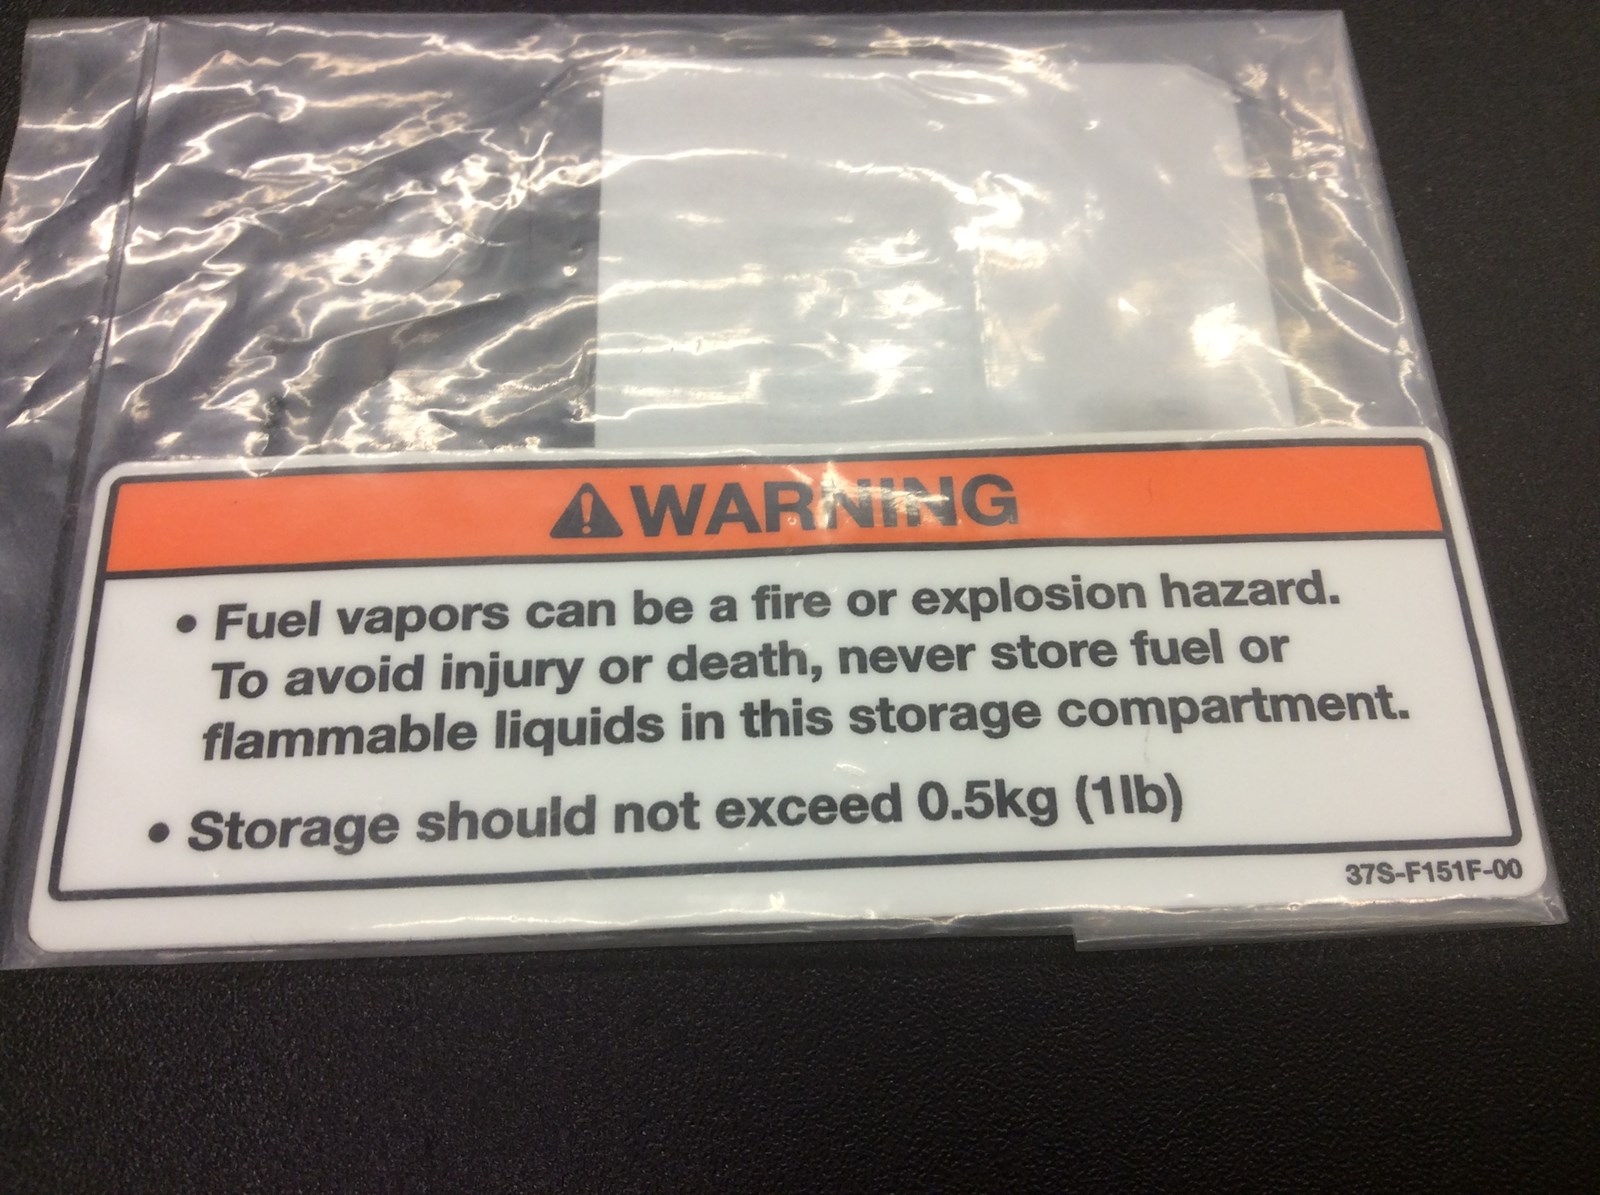 WARNING
• Fuel vapors can be a fire or explosion hazard.
To avoid injury or death, never store fuel or
flammable liquids in this storage compartment.
• Storage should not exceed 0.5kg (1lb)
37S-F151F-00